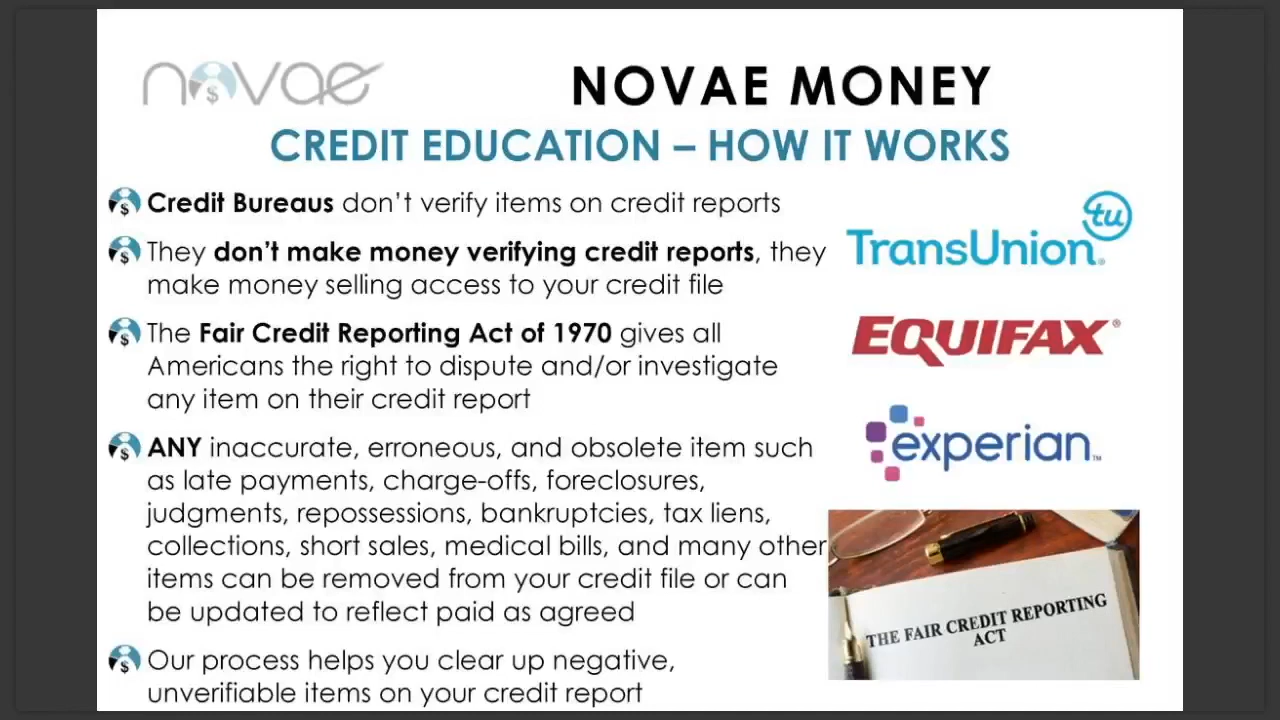 novae
$
NOVAE MONEY
CREDIT EDUCATION – HOW IT WORKS
$ Credit Bureaus don't verify items on credit reports
$ They don't make money verifying credit reports, they
make money selling access to your credit file
$ The Fair Credit Reporting Act of 1970 gives all
Americans the right to dispute and/or investigate
any item on their credit report
$ ANY inaccurate, erroneous, and obsolete item such
as late payments, charge-offs, foreclosures,
judgments, repossessions, bankruptcies, tax liens,
collections, short sales, medical bills, and many other
items can be removed from your credit file or can
be updated to reflect paid as agreed
$ Our process helps you clear up negative,
unverifiable items on your credit report
tu
TransUnion®
EQUIFAX®
experian™
THE FAIR CREDIT REPORTING
ACT